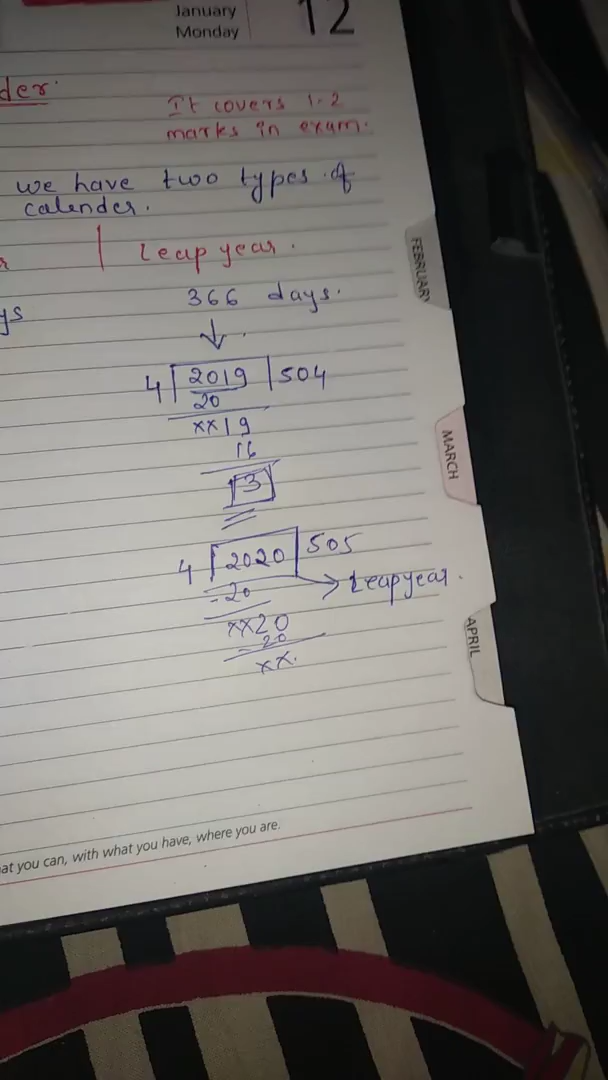 January
Monday
12
der.
It covers 1-2
marks in exam.
we have two types of
calender.
r | Leap year.
ys 366 days.
4 2019 504
20
xx19
16
3
4 2020 505
-20 Leapyear.
xx20
-20
xx.
FEBRUARY
MARCH
APRIL
at you can, with what you have, where you are.